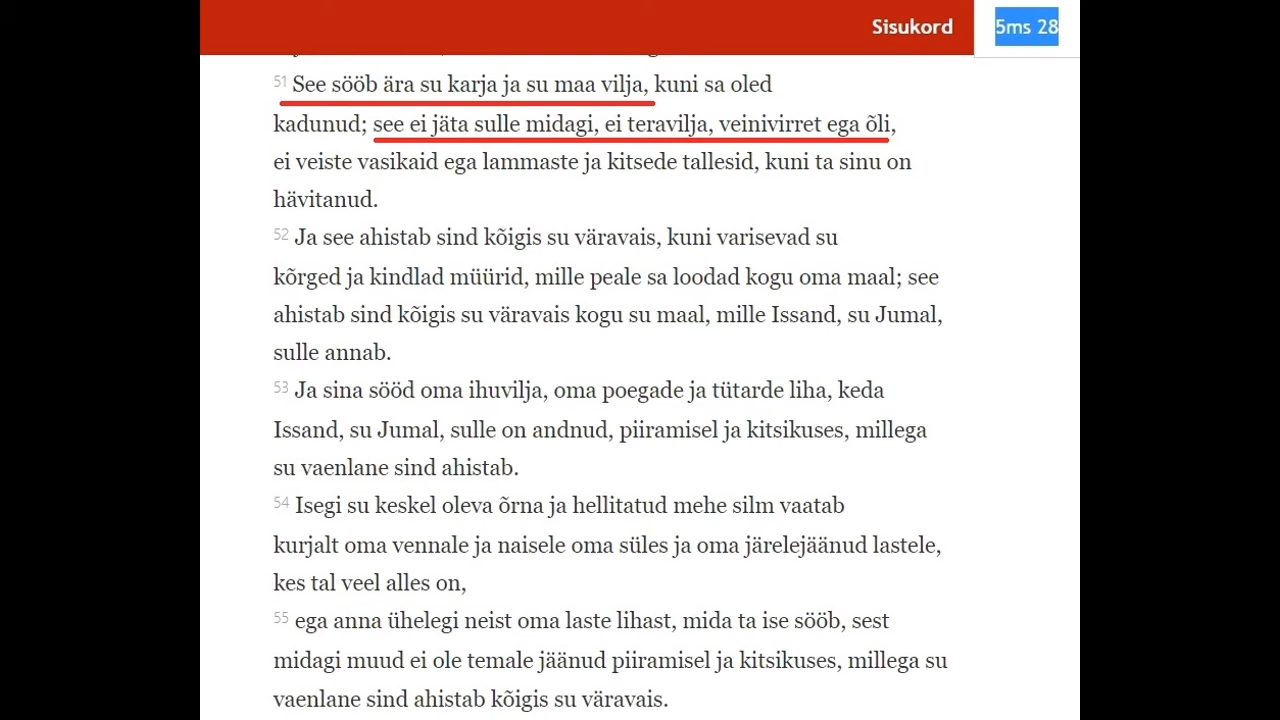 Sisukord 5ms 28
51 See sööb ära su karja ja su maa vilja, kuni sa oled
kadunud; see ei jäta sulle midagi, ei teravilja, veinivirret ega õli,
ei veiste vasikaid ega lammaste ja kitsede tallesid, kuni ta sinu on
hävitanud.
52 Ja see ahistab sind kõigis su väravais, kuni varisevad su
kõrged ja kindlad müürid, mille peale sa loodad kogu oma maal; see
ahistab sind kõigis su väravais kogu su maal, mille Issand, su Jumal,
sulle annab.
53 Ja sina sööd oma ihuvilja, oma poegade ja tütarde liha, keda
Issand, su Jumal, sulle on andnud, piiramisel ja kitsikuses, millega
su vaenlane sind ahistab.
54 Isegi su keskel oleva õrna ja hellitatud mehe silm vaatab
kurjalt oma vennale ja naisele oma süles ja oma järelejäänud lastele,
kes tal veel alles on,
55 ega anna ühelegi neist oma laste lihast, mida ta ise sööb, sest
midagi muud ei ole temale jäänud piiramisel ja kitsikuses, millega su
vaenlane sind ahistab kõigis su väravais.